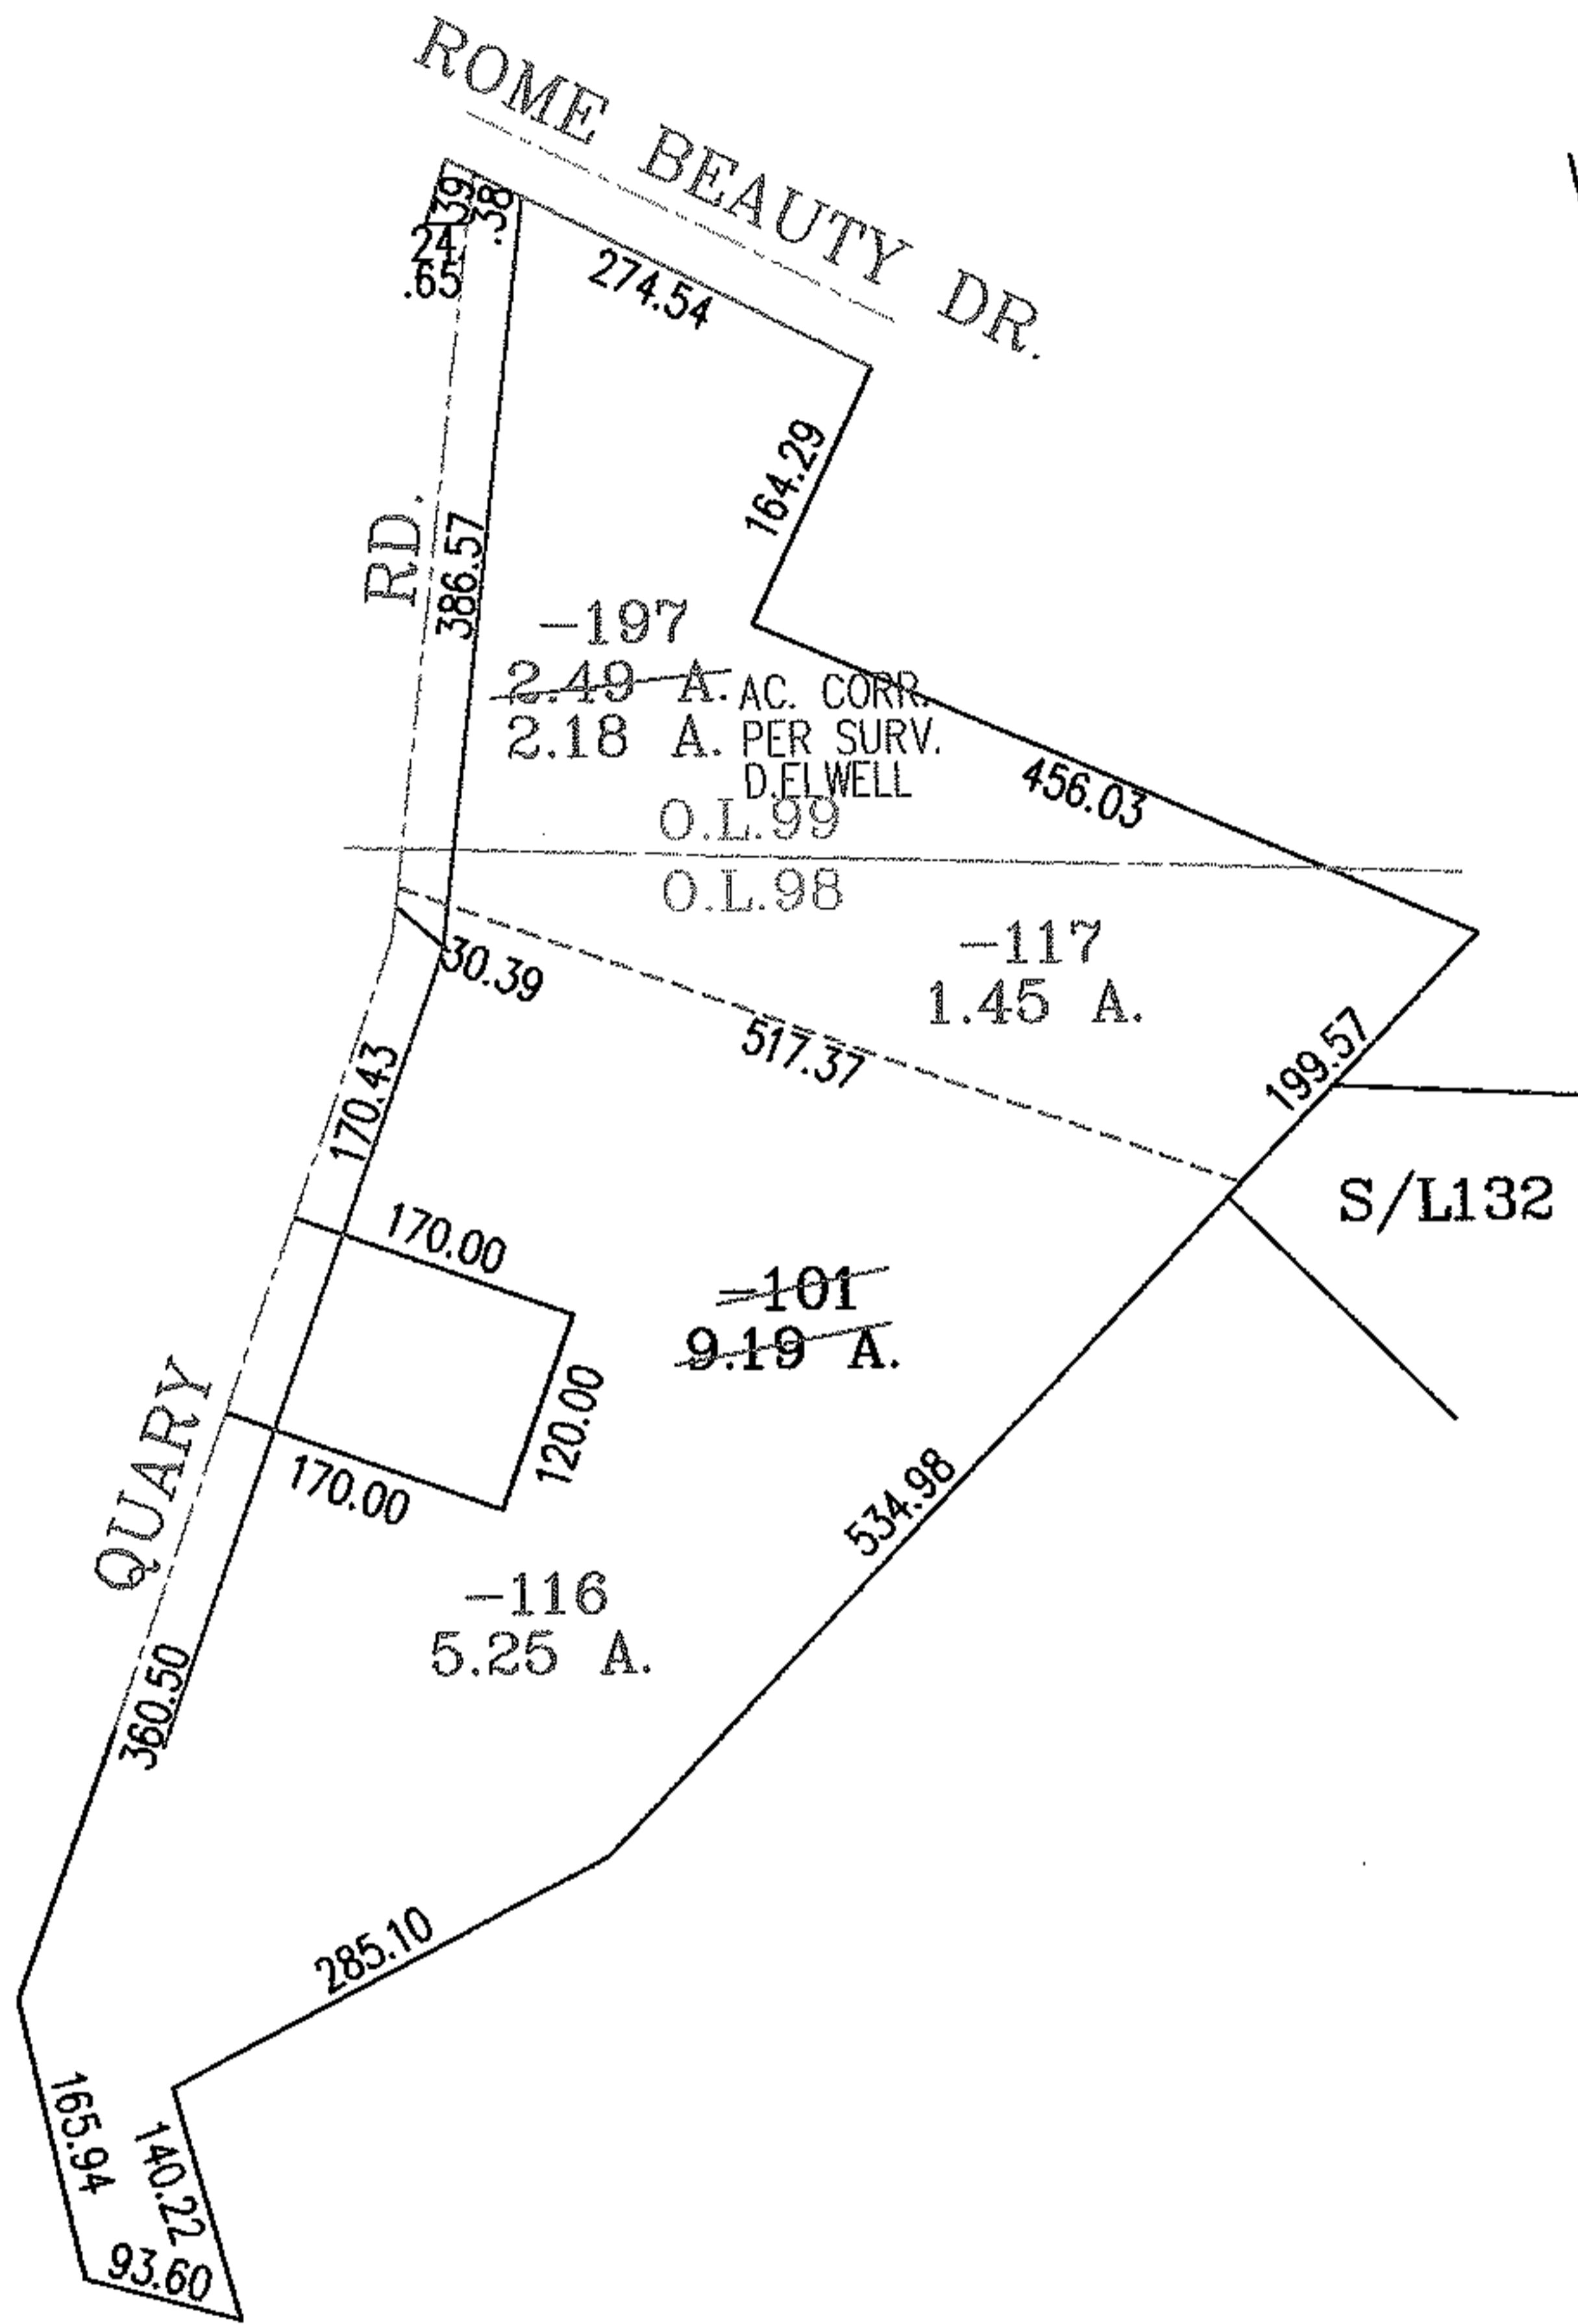 ROME BEAUTY DR.
39
.38
24.
.65
274.54
164.29
RD.
386.57
-197
2.49 A.
AC. CORR.
2.18 A.
PER SURV.
D.ELWELL
456.03
O.L.99
O.L.98
-117
1.45 A.
30.39
517.37
199.57
170.43
S/L132
170.00
-101
9.19 A.
120.00
QUARY
170.00
534.98
-116
5.25 A.
360.50
285.10
165.94
140.22
93.60